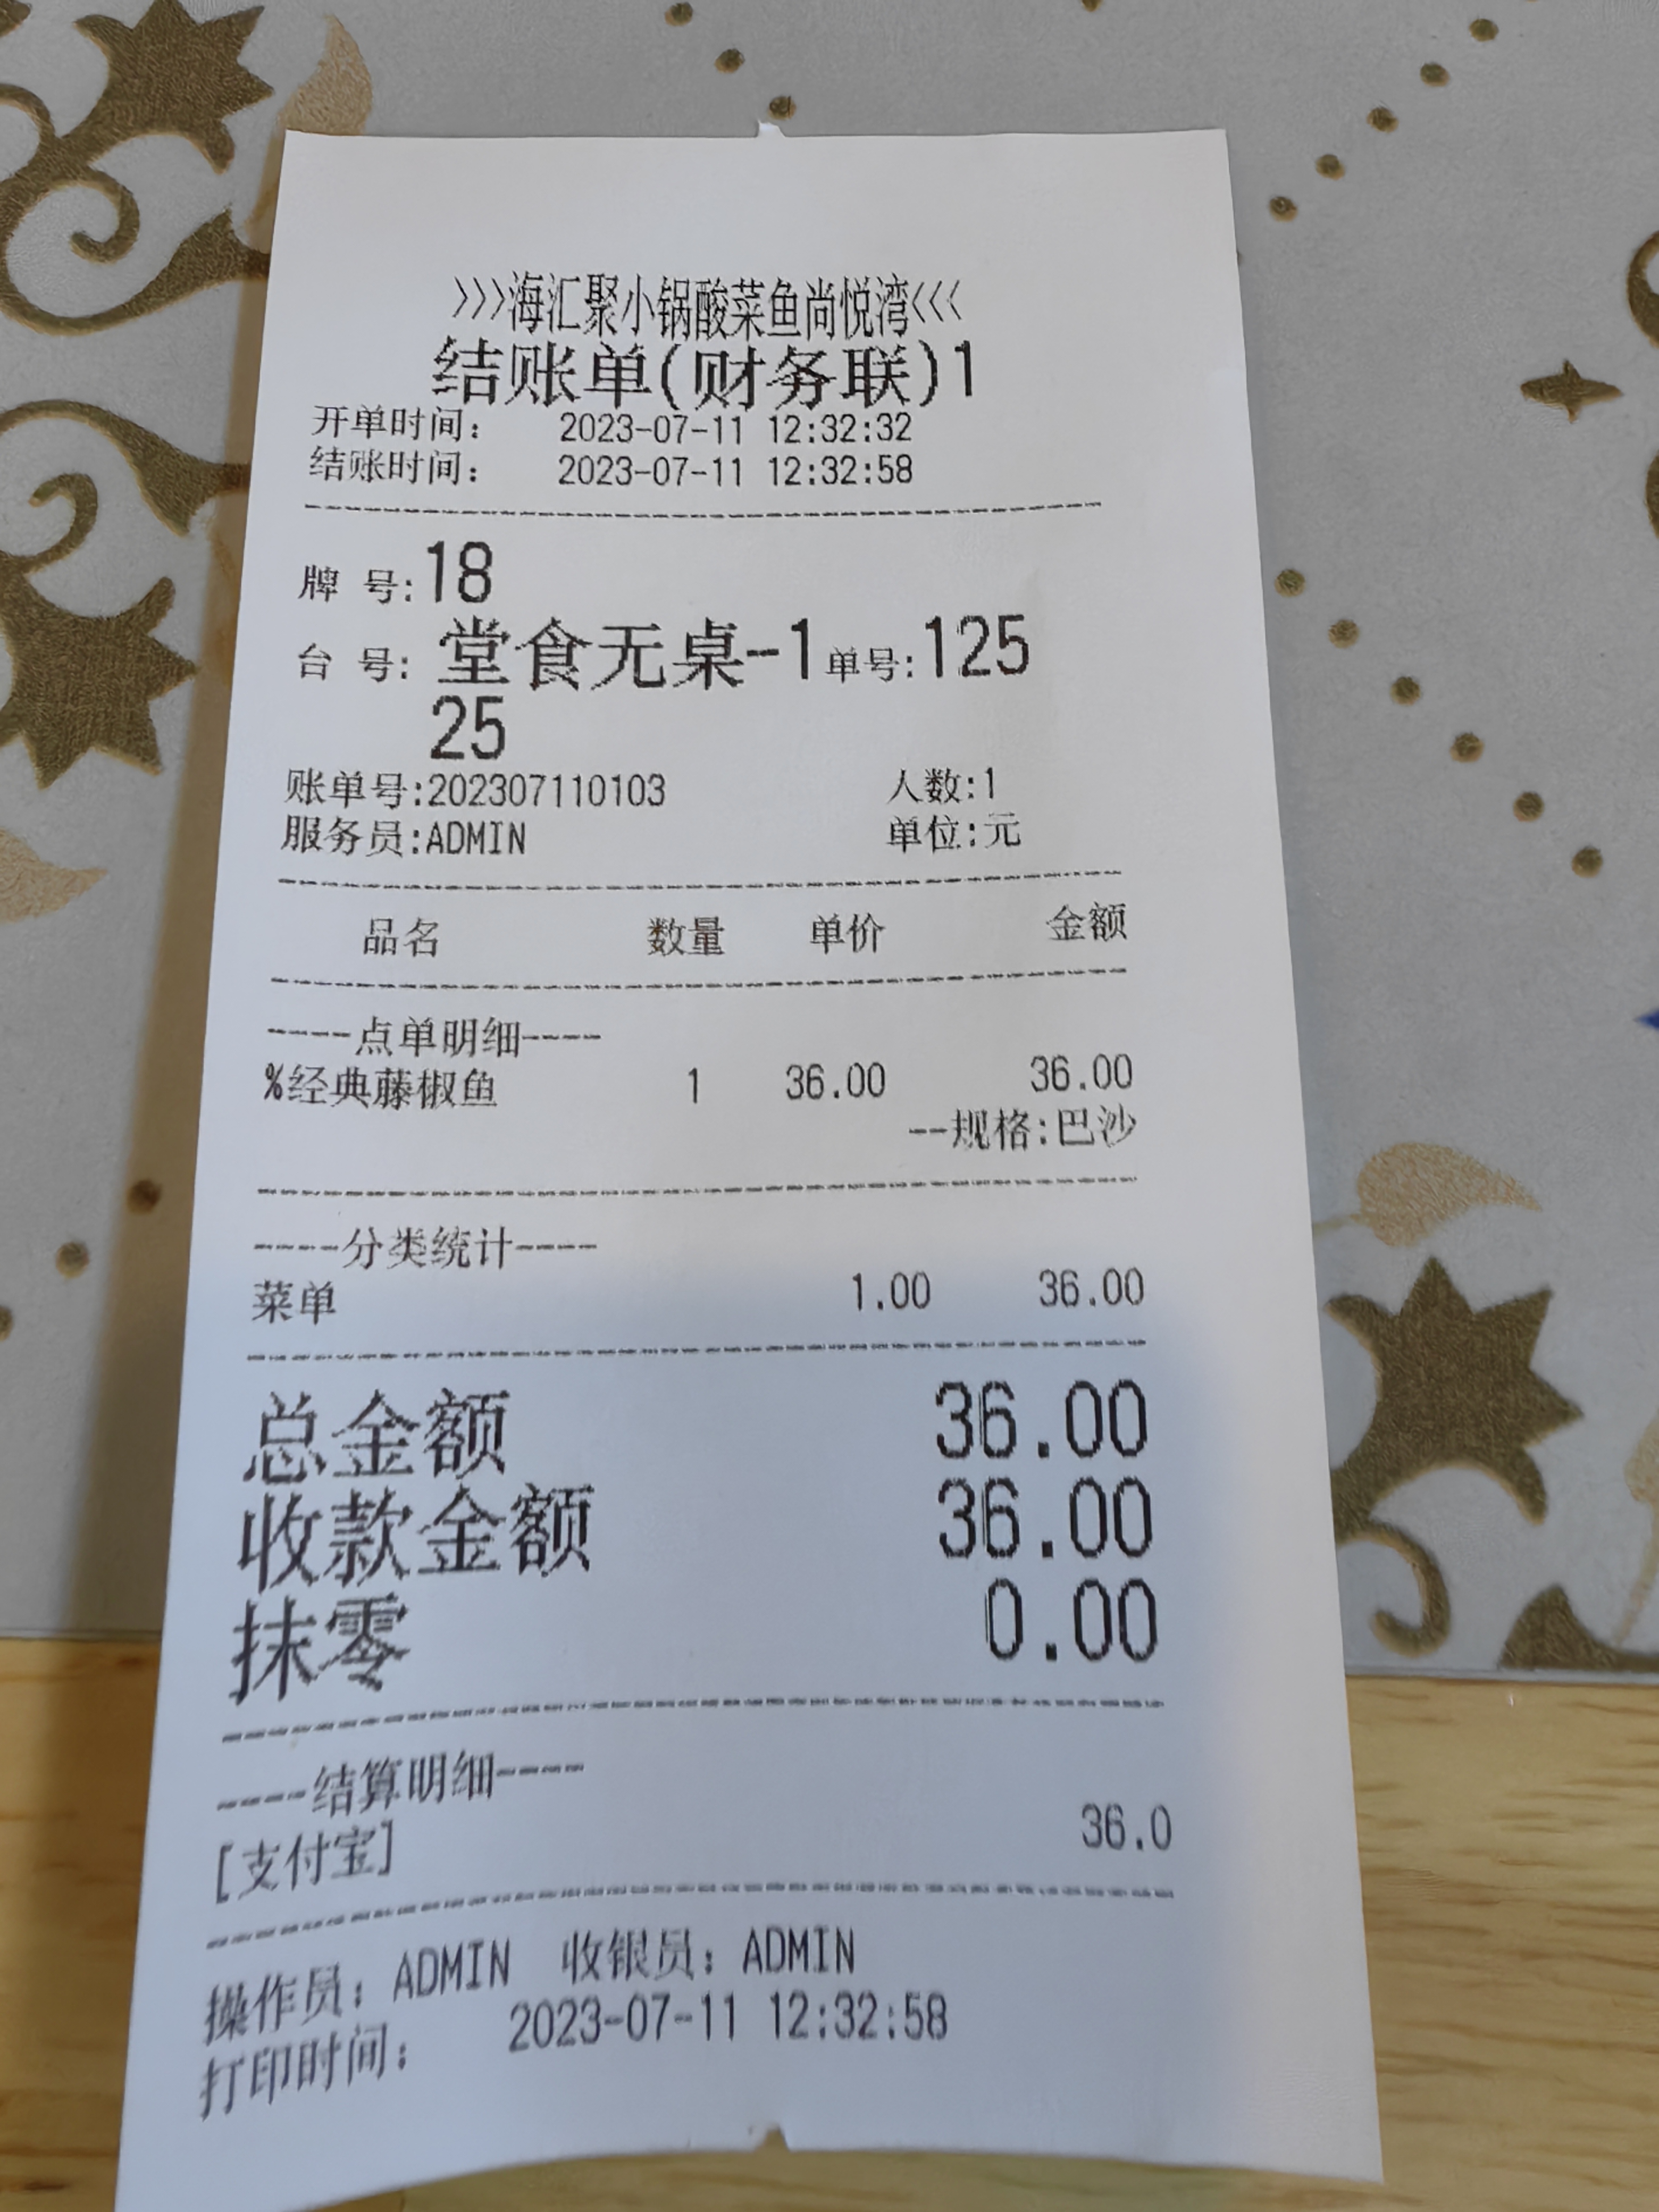 >>>海汇聚小锅酸菜鱼尚悦湾<<<
结账单(财务联)1
开单时间: 2023-07-11 12:32:32
结账时间: 2023-07-11 12:32:58
牌 号:18
台 号: 堂食无桌-1 单号:125
25
账单号:202307110103 人数:1
服务员:ADMIN 单位:元
品名 数量 单价 金额
----点单明细----
%经典藤椒鱼 1 36.00 36.00
--规格:巴沙
----分类统计----
菜单 1.00 36.00
总金额 36.00
收款金额 36.00
抹零 0.00
----结算明细----
[支付宝] 36.0
操作员: ADMIN 收银员: ADMIN
打印时间: 2023-07-11 12:32:58